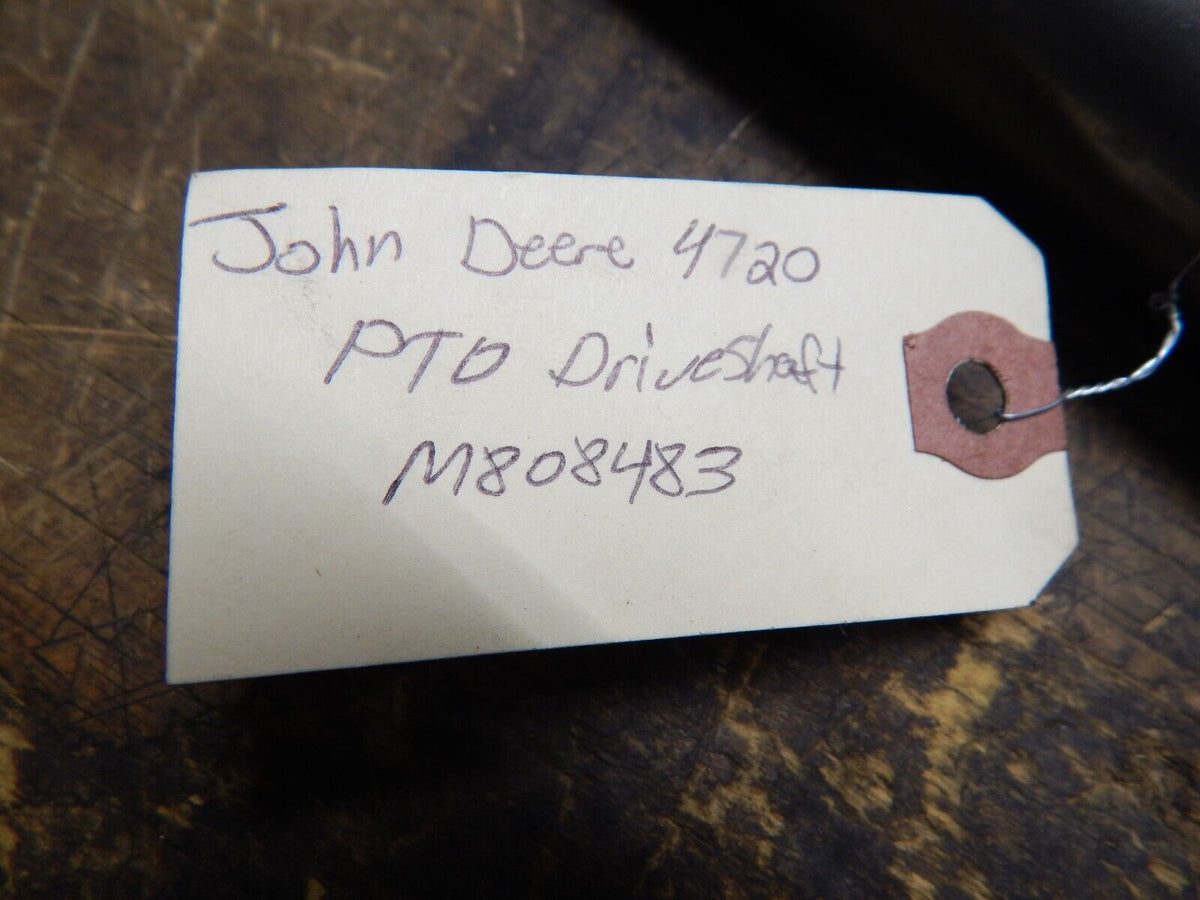 John Deere 4720
PTO Driveshaft
M808483